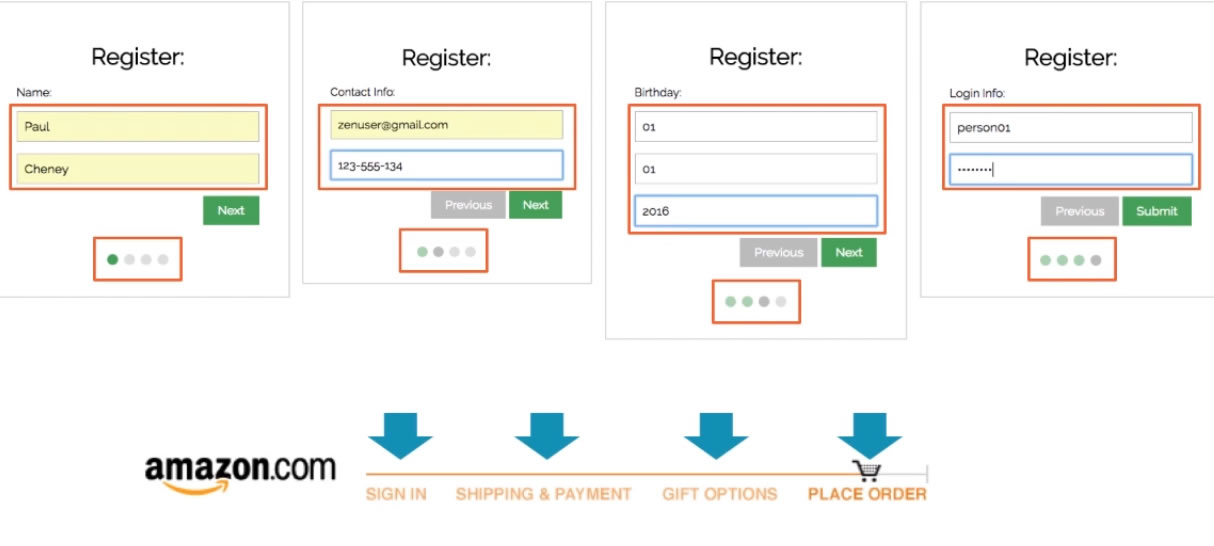 Register:
Name:
Paul
Cheney
Next
Register:
Contact Info:
zenuser@gmail.com
123-555-134
Previous Next
Register:
Birthday:
01
01
2016
Previous Next
Register:
Login Info:
person01
••••••••
Previous Submit
amazon.com
SIGN IN SHIPPING & PAYMENT GIFT OPTIONS PLACE ORDER